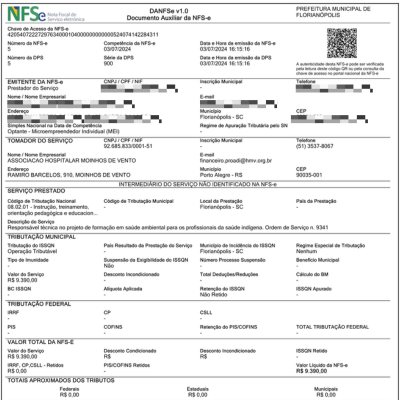 NFSe Nota Fiscal de Serviço eletrônica
DANFSe v1.0
Documento Auxiliar da NFS-e
PREFEITURA MUNICIPAL DE FLORIANÓPOLIS
Chave de Acesso da NFS-e
Número da NFS-e Competência da NFS-e Data e Hora da emissão da NFS-e
5 03/07/2024 03/07/2024 16:15:16
Número da DPS Série da DPS Data e Hora da emissão da DPS
5 900 03/07/2024 16:15:16
A autenticidade desta NFS-e pode ser verificada
pela leitura deste código QR ou pela consulta da
chave de acesso no portal nacional da NFS-e
EMITENTE DA NFS-e CNPJ / CPF / NIF Inscrição Municipal Telefone
Prestador do Serviço -
Nome / Nome Empresarial E-mail
Endereço Município CEP
Florianópolis - SC
Simples Nacional na Data de Competência Regime de Apuração Tributária pelo SN
Optante - Microempreendedor Individual (MEI) -
TOMADOR DO SERVIÇO CNPJ / CPF / NIF Inscrição Municipal Telefone
92.685.833/0001-51 - (51) 3537-8067
Nome / Nome Empresarial E-mail
ASSOCIACAO HOSPITALAR MOINHOS DE VENTO financeiro.proadi@hmv.org.br
Endereço Município CEP
RAMIRO BARCELOS, 910, MOINHOS DE VENTO Porto Alegre - RS 90035-001
INTERMEDIÁRIO DO SERVIÇO NÃO IDENTIFICADO NA NFS-e
SERVIÇO PRESTADO
Código de Tributação Nacional Código de Tributação Municipal Local da Prestação País da Prestação
08.02.01 - Instrução, treinamento, - Florianópolis - SC -
orientação pedagógica e educacion...
Descrição do Serviço
Responsável técnica no projeto de formação em saúde ambiental para os profissionais da saúde indígena. Ordem de Serviço n. 9341
TRIBUTAÇÃO MUNICIPAL
Tributação do ISSQN País Resultado da Prestação do Serviço Município de Incidência do ISSQN Regime Especial de Tributação
Operação Tributável - Florianópolis - SC Nenhum
Tipo de Imunidade Suspensão da Exigibilidade do ISSQN Número Processo Suspensão Benefício Municipal
- Não - -
Valor do Serviço Desconto Incondicionado Total Deduções/Reduções Cálculo do BM
R$ 9.390,00 - - -
BC ISSQN Alíquota Aplicada Retenção do ISSQN ISSQN Apurado
- - Não Retido -
TRIBUTAÇÃO FEDERAL
IRRF CP CSLL
- - -
PIS COFINS Retenção do PIS/COFINS TOTAL TRIBUTAÇÃO FEDERAL
- - - -
VALOR TOTAL DA NFS-E
Valor do Serviço Desconto Condicionado Desconto Incondicionado ISSQN Retido
R$ 9.390,00 R$ R$ -
IRRF, CP,CSLL - Retidos PIS/COFINS Retidos Valor Líquido da NFS-e
R$ 0,00 - R$ 9.390,00
TOTAIS APROXIMADOS DOS TRIBUTOS
Federais Estaduais Municipais
R$ 0,00 R$ 0,00 R$ 0,00